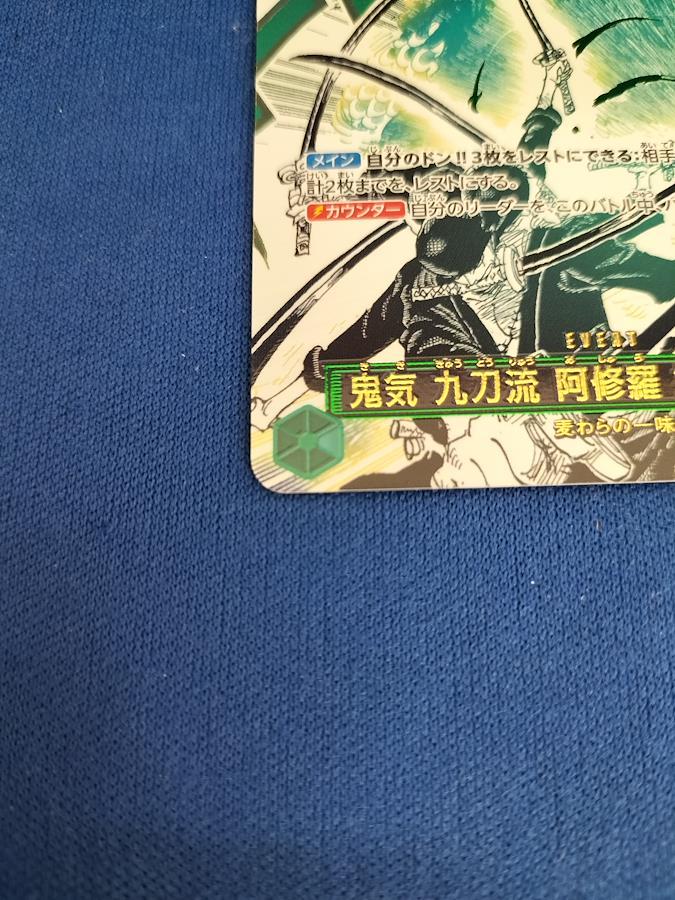 メイン 自分のドン!!3枚をレストにできる:相手
計2枚までを、レストにする。
カウンター 自分のリーダーを、このバトル中、パ
EVENT
鬼気 九刀流 阿修羅
麦わらの一味